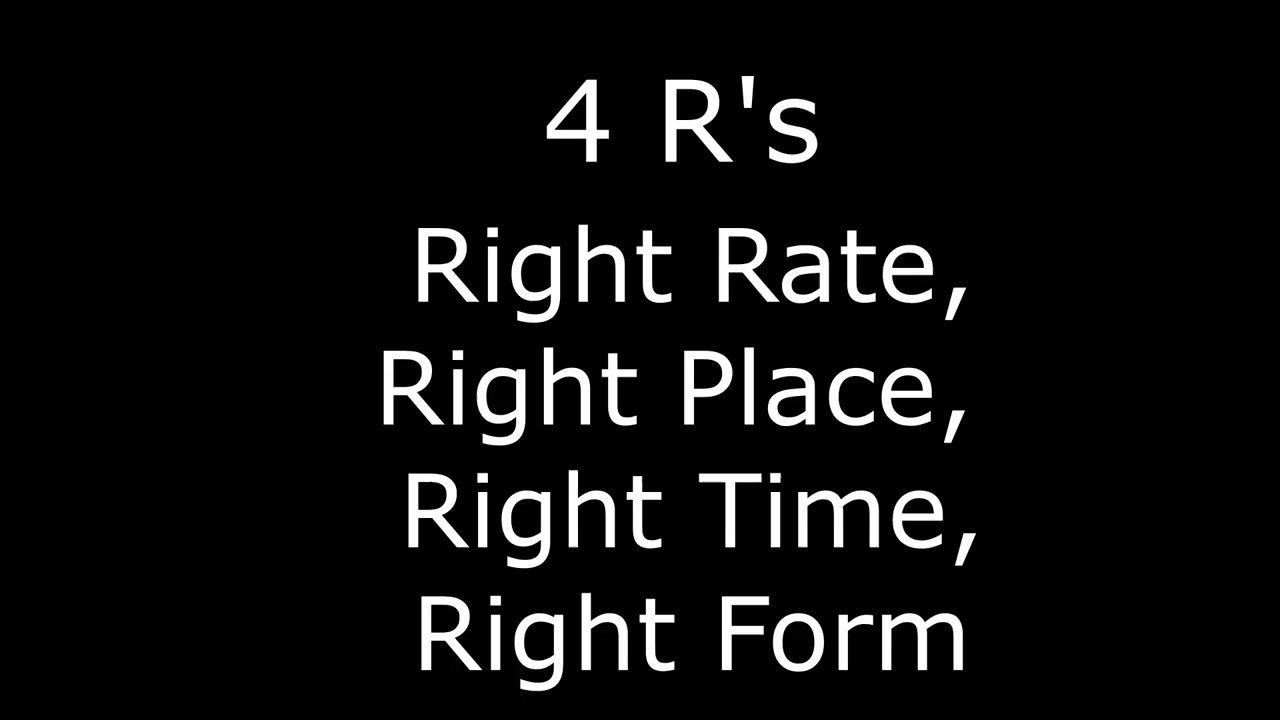 4 R's
Right Rate,
Right Place,
Right Time,
Right Form